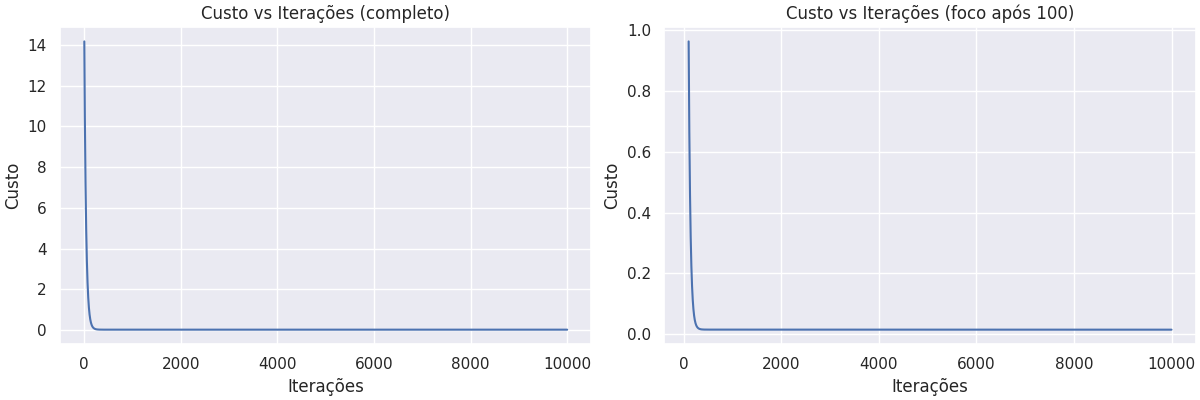 Custo vs Iterações (completo)
14
12
10
8
6
4
2
0
Custo
0 2000 4000 6000 8000 10000
Iterações
Custo vs Iterações (foco após 100)
1.0
0.8
0.6
0.4
0.2
0.0
Custo
0 2000 4000 6000 8000 10000
Iterações